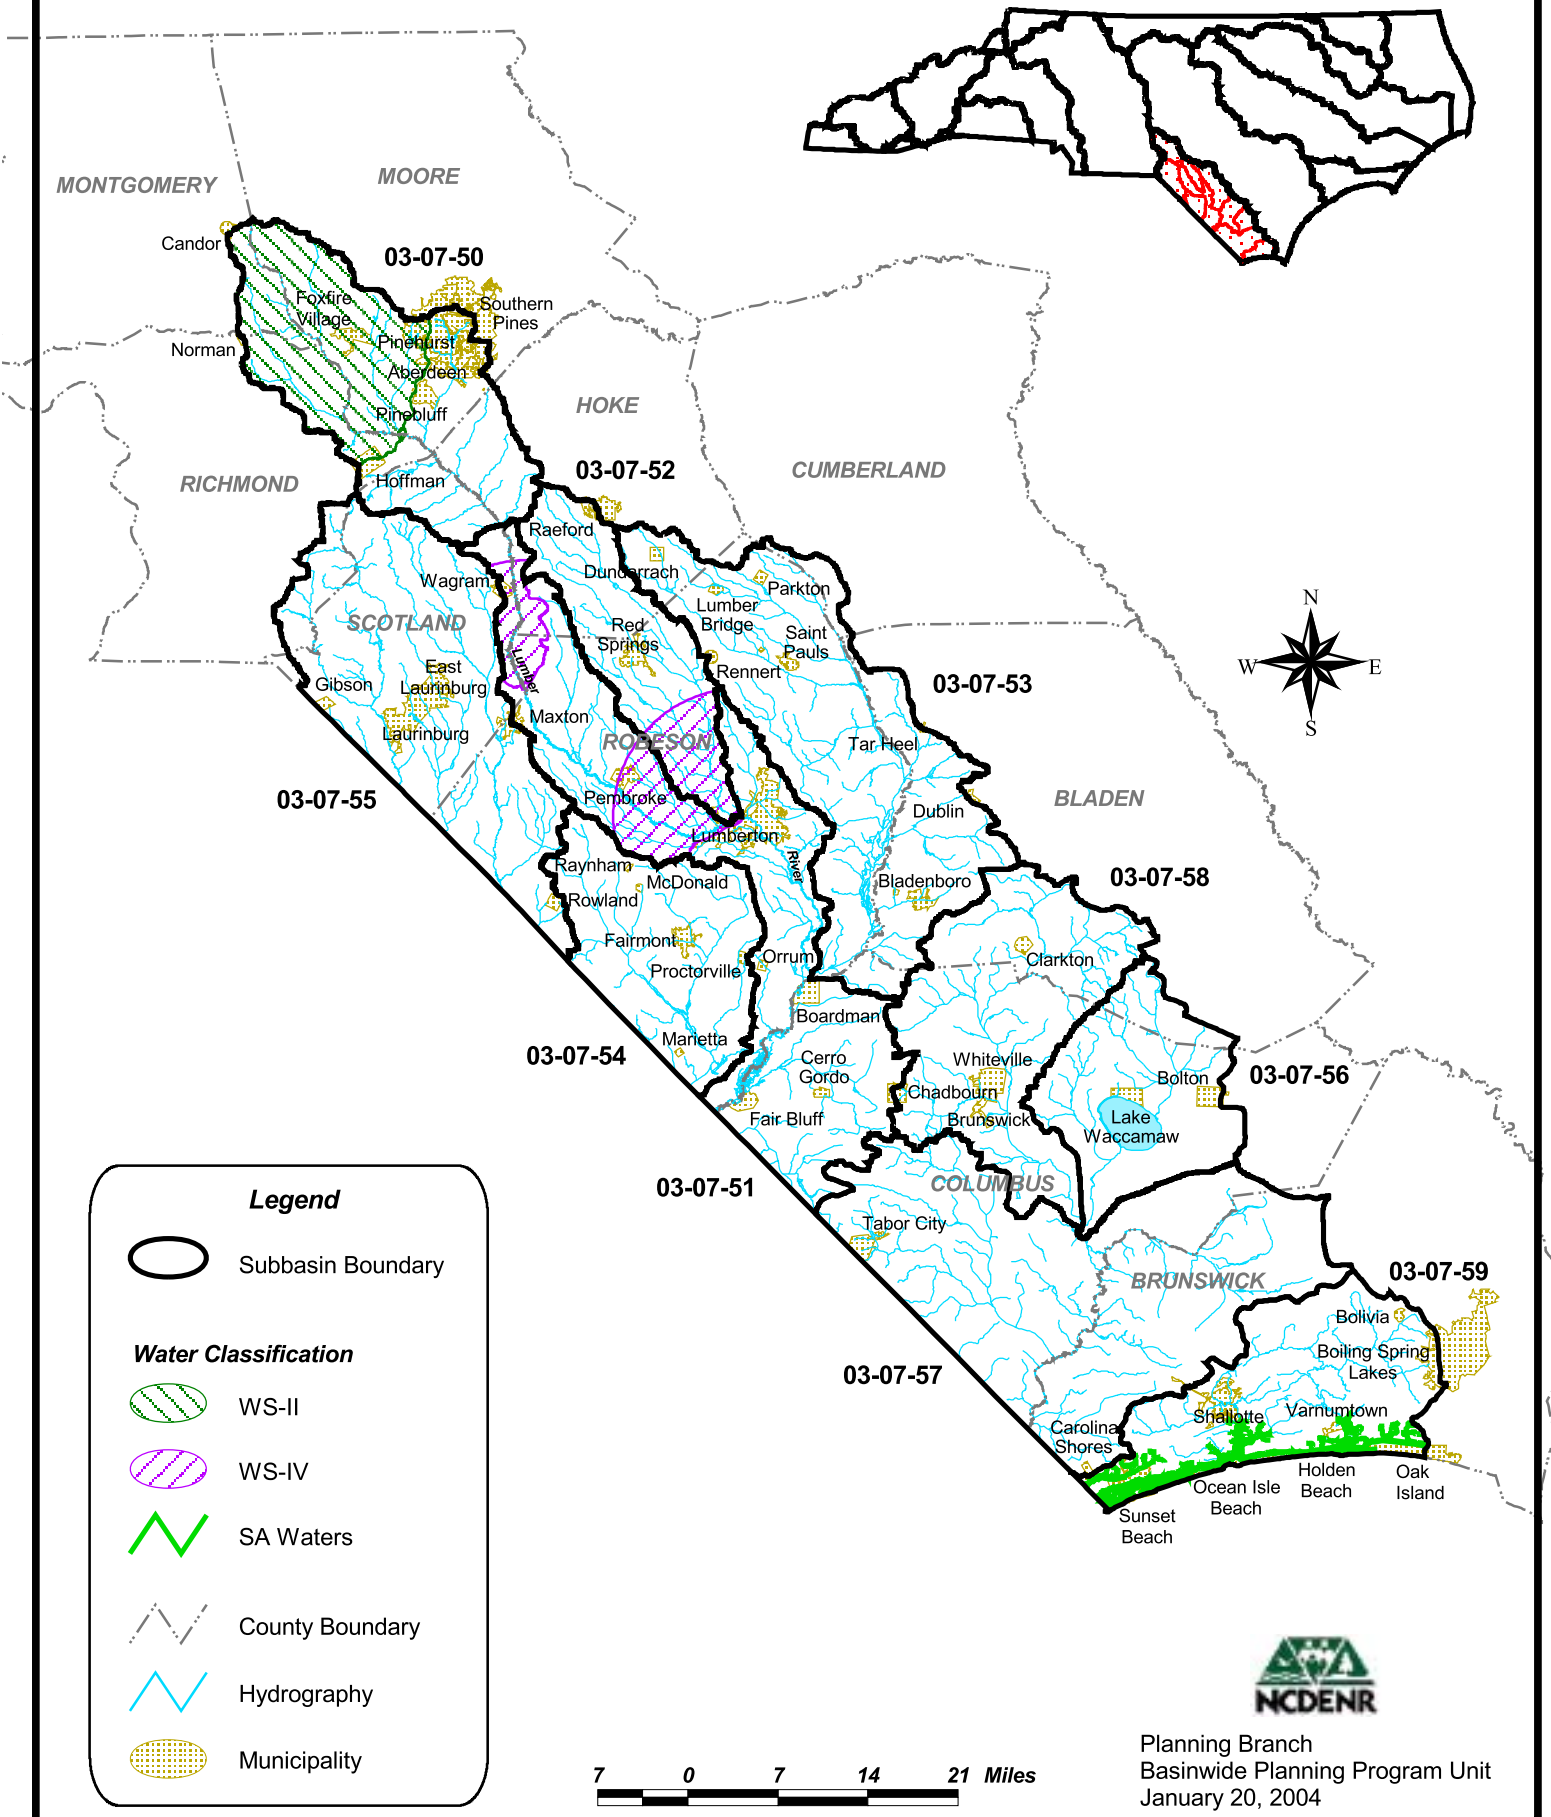 MONTGOMERY
MOORE
Candor
03-07-50
Foxfire
Village
Southern
Pines
Norman
Pinehurst
Aberdeen
Pinebluff
HOKE
RICHMOND
Hoffman
03-07-52
CUMBERLAND
Raeford
Dundarrach
Wagram
Parkton
Lumber
Bridge
SCOTLAND
Red
Springs
Saint
Pauls
N
W
E
S
East
Laurinburg
Gibson
Lumber
Rennert
03-07-53
Maxton
Laurinburg
ROBESON
Tar Heel
03-07-55
Pembroke
BLADEN
Dublin
Lumberton
River
Raynham
McDonald
Bladenboro
03-07-58
Rowland
Fairmont
Proctorville
Orrum
Clarkton
Boardman
Marietta
03-07-54
Cerro
Gordo
Whiteville
Bolton
03-07-56
Chadbourn
Fair Bluff
Brunswick
Lake
Waccamaw
03-07-51
COLUMBUS
Tabor City
BRUNSWICK
03-07-59
Bolivia
Boiling Spring
Lakes
03-07-57
Shallotte
Varnumtown
Carolina
Shores
Ocean Isle
Beach
Holden
Beach
Oak
Island
Sunset
Beach
Legend
Subbasin Boundary
Water Classification
WS-II
WS-IV
SA Waters
County Boundary
Hydrography
Municipality
7 0 7 14 21 Miles
NCDENR
Planning Branch
Basinwide Planning Program Unit
January 20, 2004